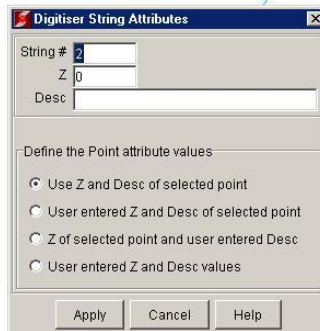 Digitiser String Attributes
String # 2
Z 0
Desc
Define the Point attribute values
Use Z and Desc of selected point
User entered Z and Desc of selected point
Z of selected point and user entered Desc
User entered Z and Desc values
Apply Cancel Help